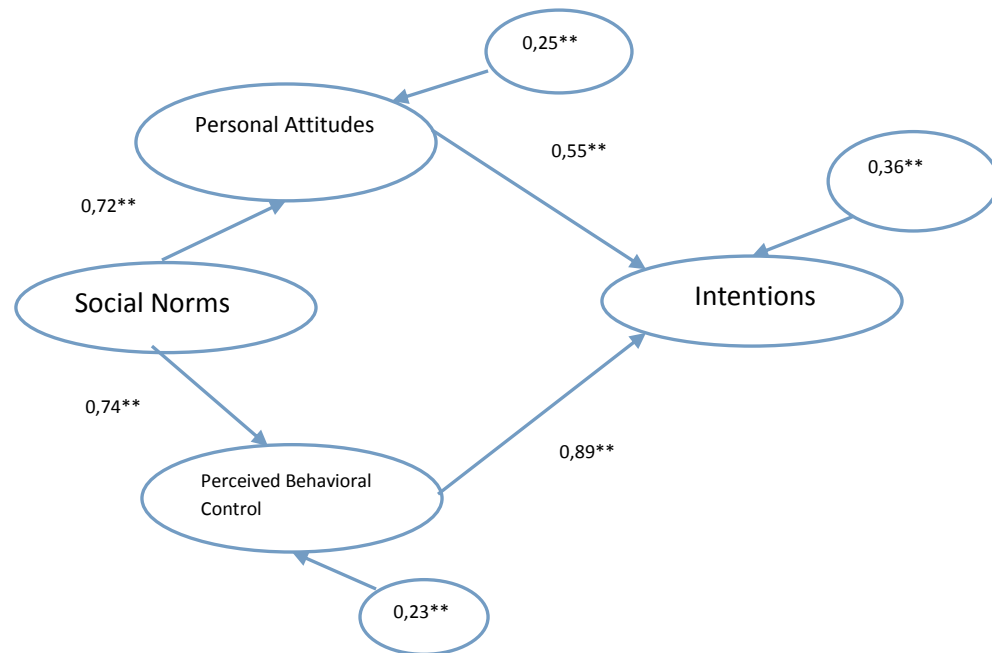 0,25**
Personal Attitudes
0,55**
0,36**
0,72**
Social Norms
Intentions
0,74**
0,89**
Perceived Behavioral
Control
0,23**